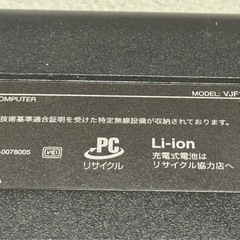 COMPUTER
MODEL: VJF
技術基準適合証明を受けた特定無線設備が収納されております.
-0078005
PC
リサイクル
Li-ion
充電式電池は
リサイクル協力店へ